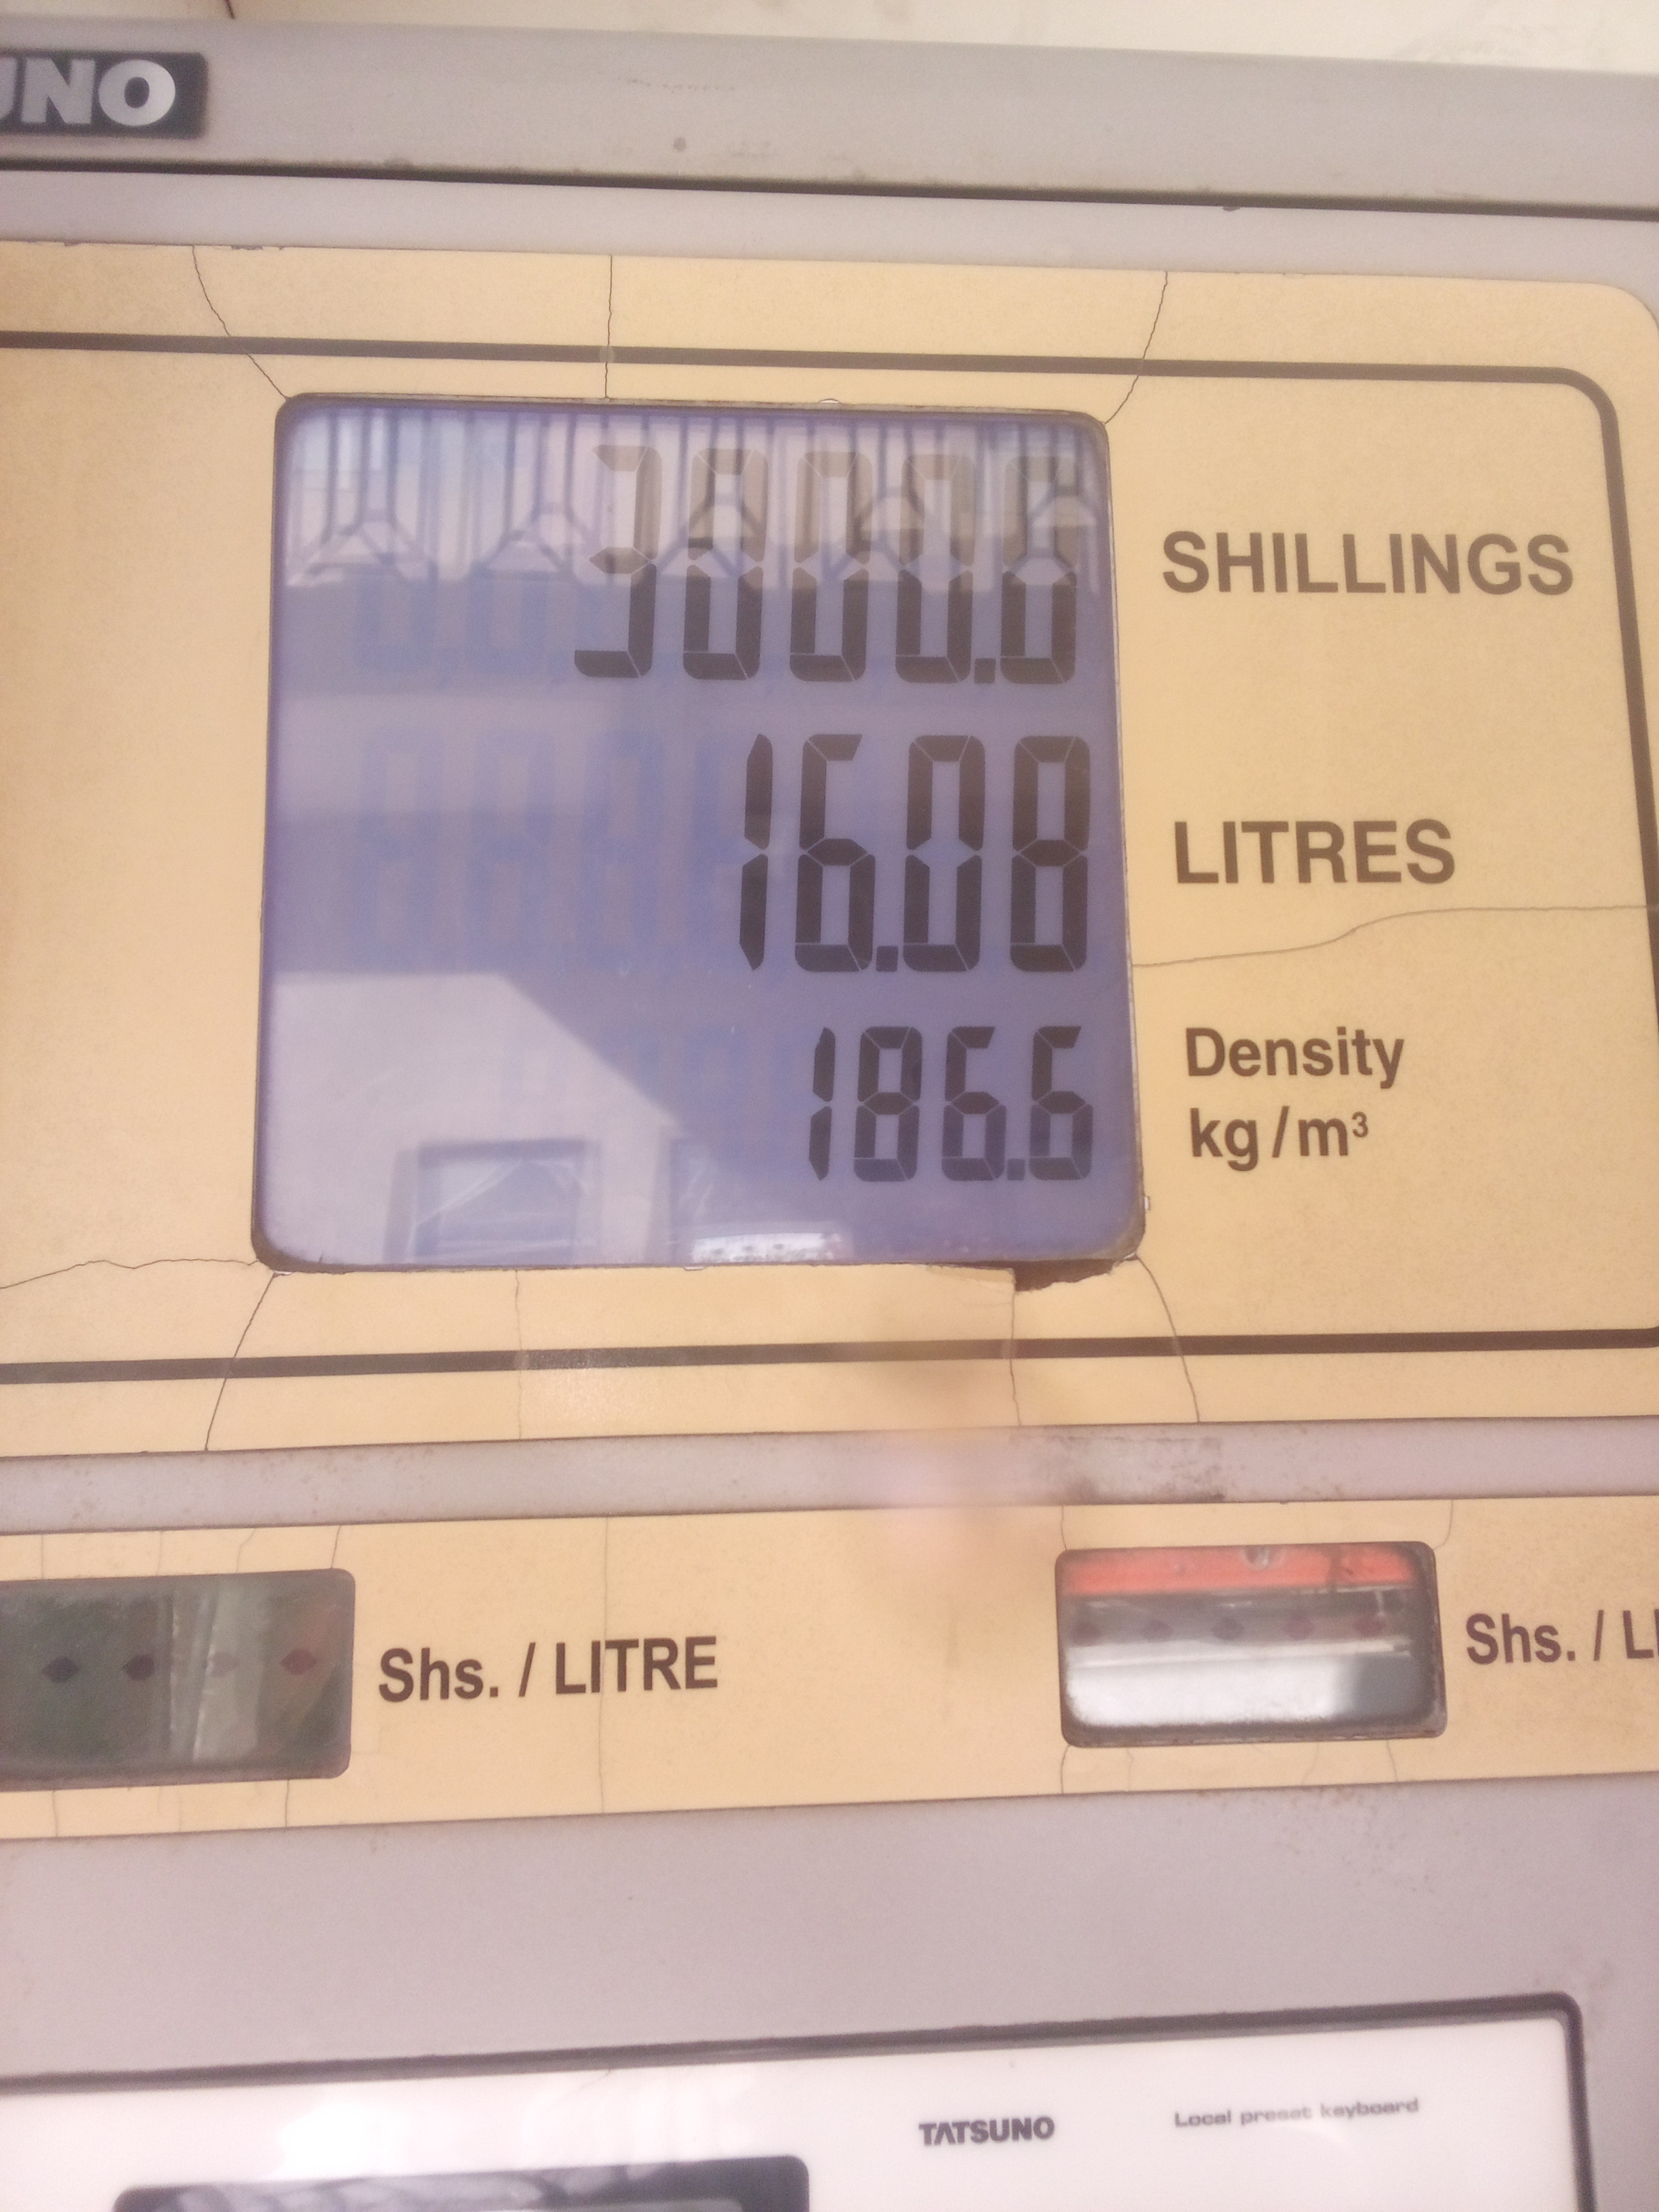 UNO
3000.0 SHILLINGS
16.08 LITRES
186.6 Density
kg/m³
Shs. / LITRE
Shs. / LI
TATSUNO
Local preset keyboard